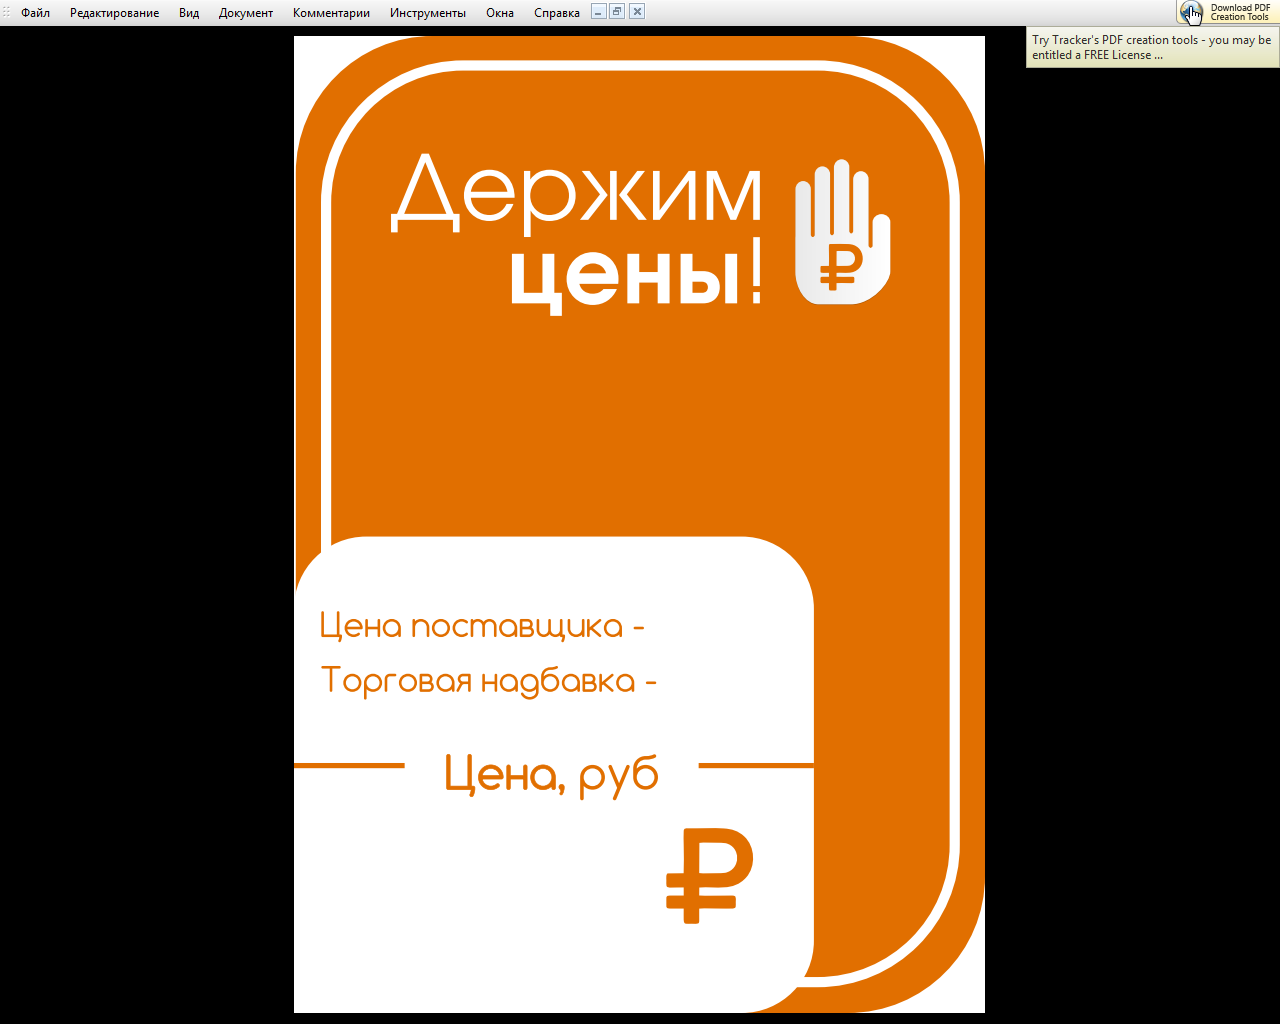 Файл Редактирование Вид Документ Комментарии Инструменты Окна Справка
Download PDF
Creation Tools
Try Tracker's PDF creation tools - you may be
entitled a FREE License ...
Держим
цены!
₽
Цена поставщика -
Торговая надбавка -
Цена, руб
₽